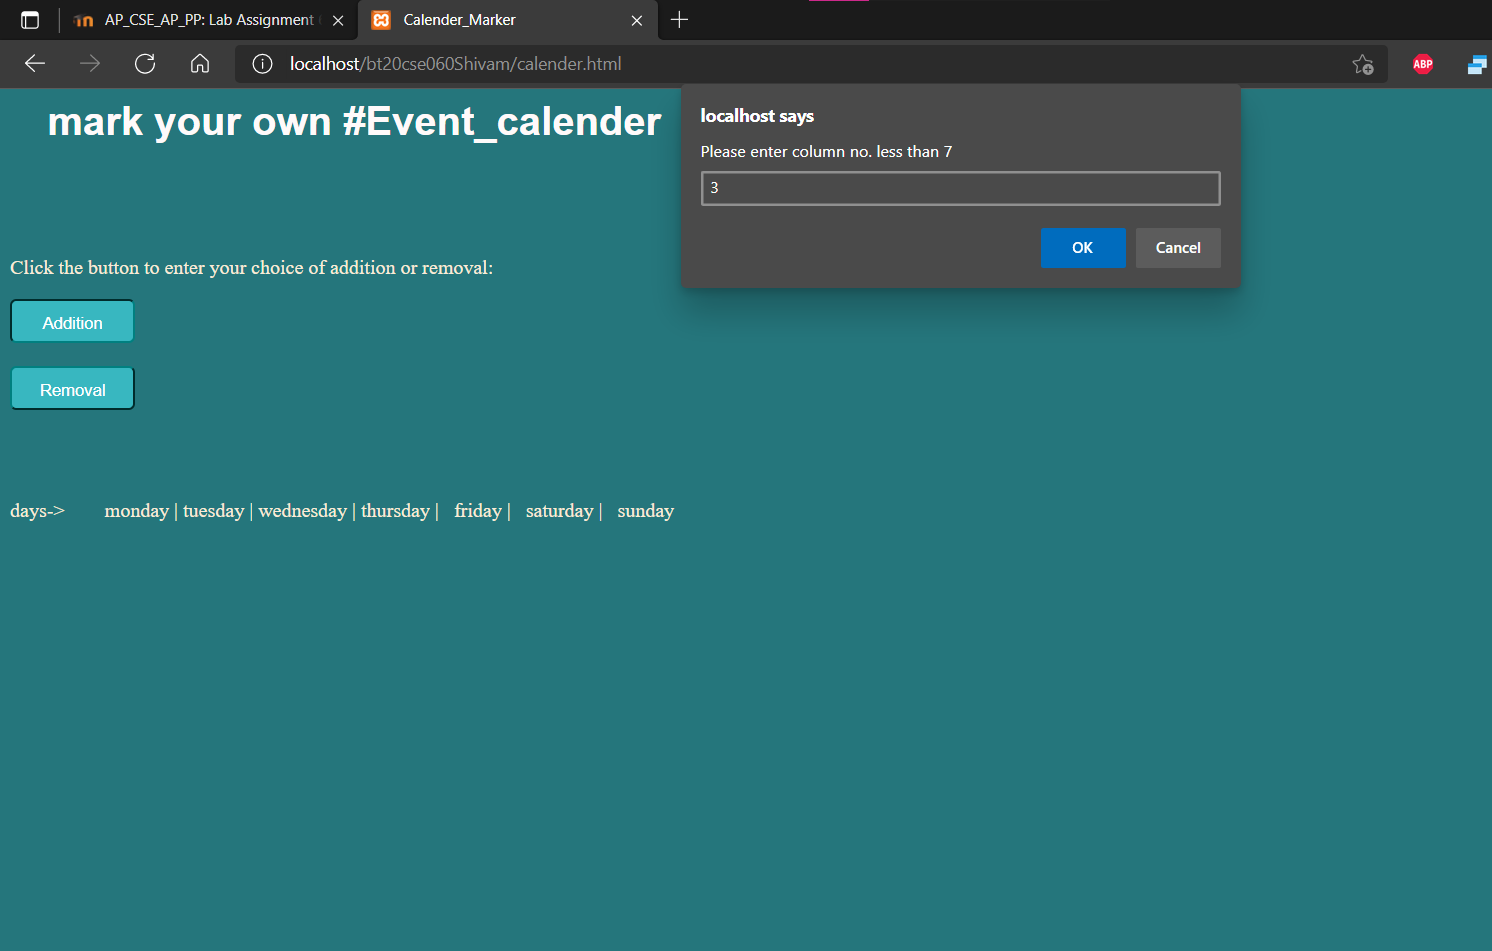 AP_CSE_AP_PP: Lab Assignment
Calender_Marker
localhost/bt20cse060Shivam/calender.html
ABP
mark your own #Event_calender
localhost says
Please enter column no. less than 7
3
OK Cancel
Click the button to enter your choice of addition or removal:
Addition
Removal
days-> monday | tuesday | wednesday | thursday | friday | saturday | sunday